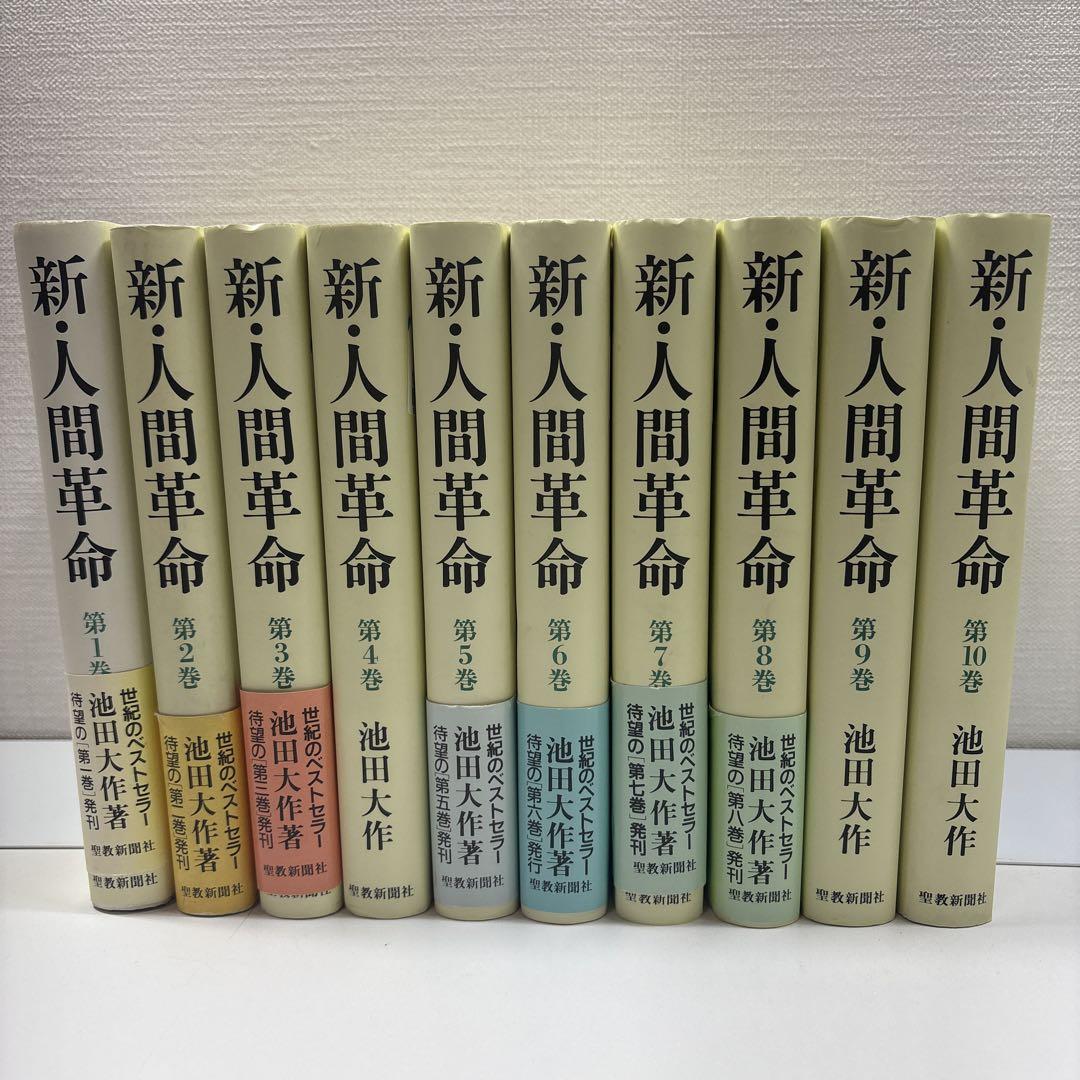 新・人間革命
第1巻
世紀のベストセラー
池田大作著
待望の[第一巻]発刊
聖教新聞社
聖教新聞社
新・人間革命
第2巻
世紀のベストセラー
池田大作著
待望の[第二巻]発刊
聖教新聞社
新・人間革命
第3巻
世紀のベストセラー
池田大作著
待望の[第三巻]発刊
聖教新聞社
聖教新聞社
新・人間革命
第4巻
池田大作
聖教新聞社
新・人間革命
第5巻
世紀のベストセラー
池田大作著
待望の[第五巻]発刊
聖教新聞社
新・人間革命
第6巻
世紀のベストセラー
池田大作著
待望の[第六巻]発行
聖教新聞社
新・人間革命
第7巻
世紀のベストセラー
池田大作著
待望の[第七巻]発刊
聖教新聞社
聖教新聞社
新・人間革命
第8巻
世紀のベストセラー
池田大作著
待望の[第八巻]発刊
聖教新聞社
新・人間革命
第9巻
池田大作
聖教新聞社
新・人間革命
第10巻
池田大作
聖教新聞社